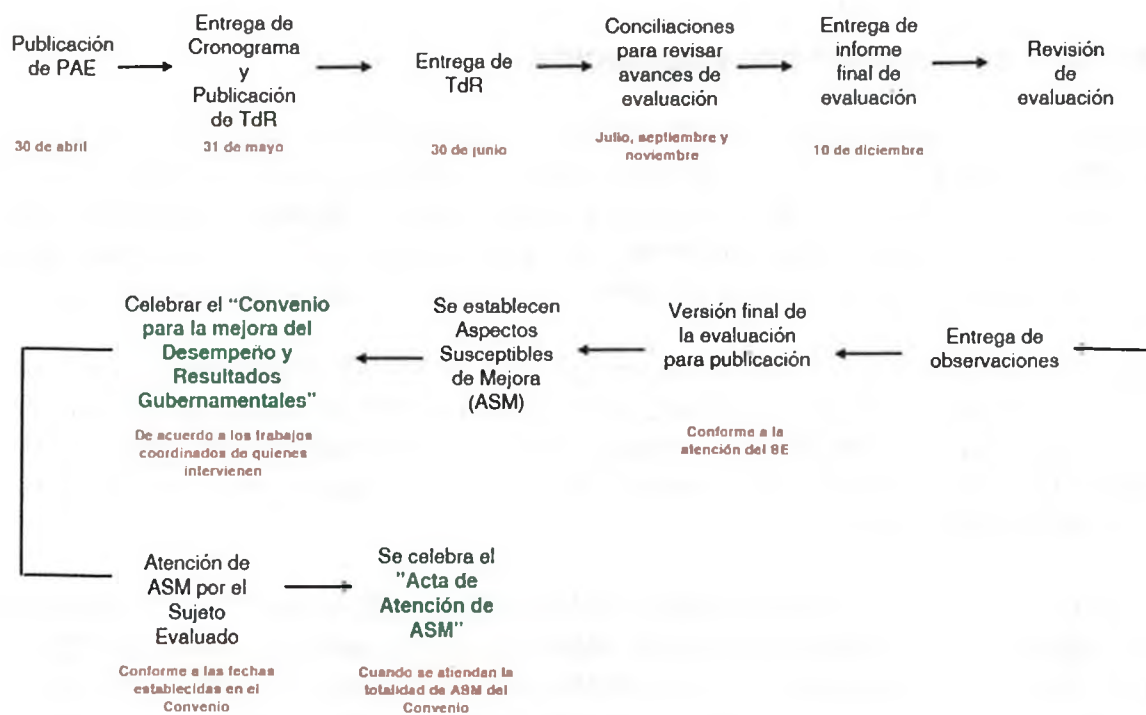 Publicación
de PAE
30 de abril
Entrega de
Cronograma
y
Publicación
de TdR
31 de mayo
Entrega de
TdR
30 de junio
Conciliaciones
para revisar
avances de
evaluación
Julio, septiembre y
noviembre
Entrega de
informe
final de
evaluación
10 de diciembre
Revisión
de
evaluación
Entrega de
observaciones
Versión final de
la evaluación
para publicación
Conforme a la
atención del SE
Se establecen
Aspectos
Susceptibles
de Mejora
(ASM)
Celebrar el "Convenio
para la mejora del
Desempeño y
Resultados
Gubernamentales"
De acuerdo a los trabajos
coordinados de quienes
intervienen
Atención de
ASM por el
Sujeto
Evaluado
Conforme a las fechas
establecidas en el
Convenio
Se celebra el
"Acta de
Atención de
ASM"
Cuando se atiendan la
totalidad de ASM del
Convenio